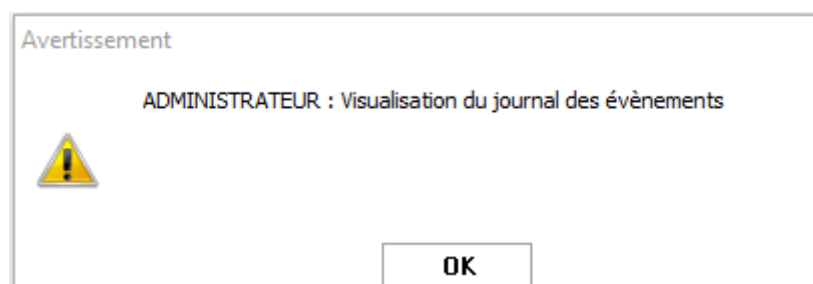 Avertissement
ADMINISTRATEUR : Visualisation du journal des évènements
OK